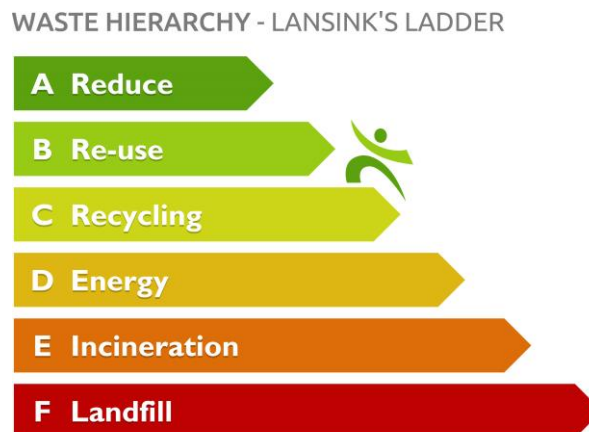 WASTE HIERARCHY - LANSINK'S LADDER
A Reduce
B Re-use
C Recycling
D Energy
E Incineration
F Landfill